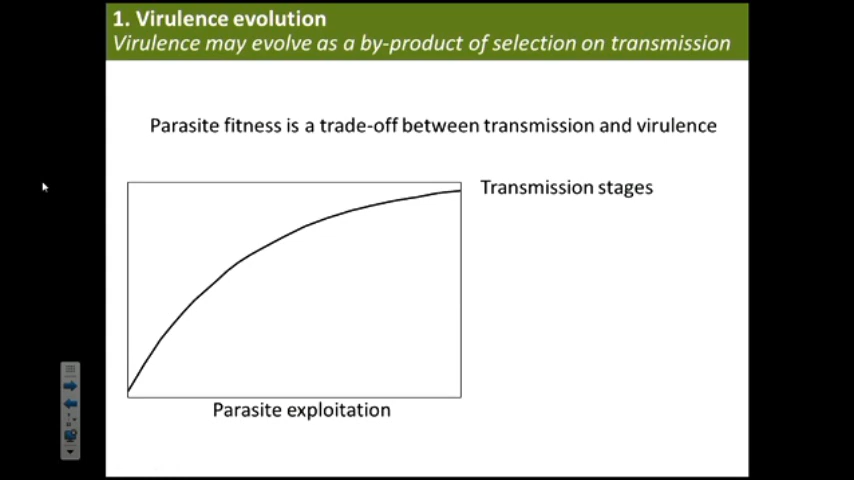 1. Virulence evolution
Virulence may evolve as a by-product of selection on transmission
Parasite fitness is a trade-off between transmission and virulence
Transmission stages
Parasite exploitation